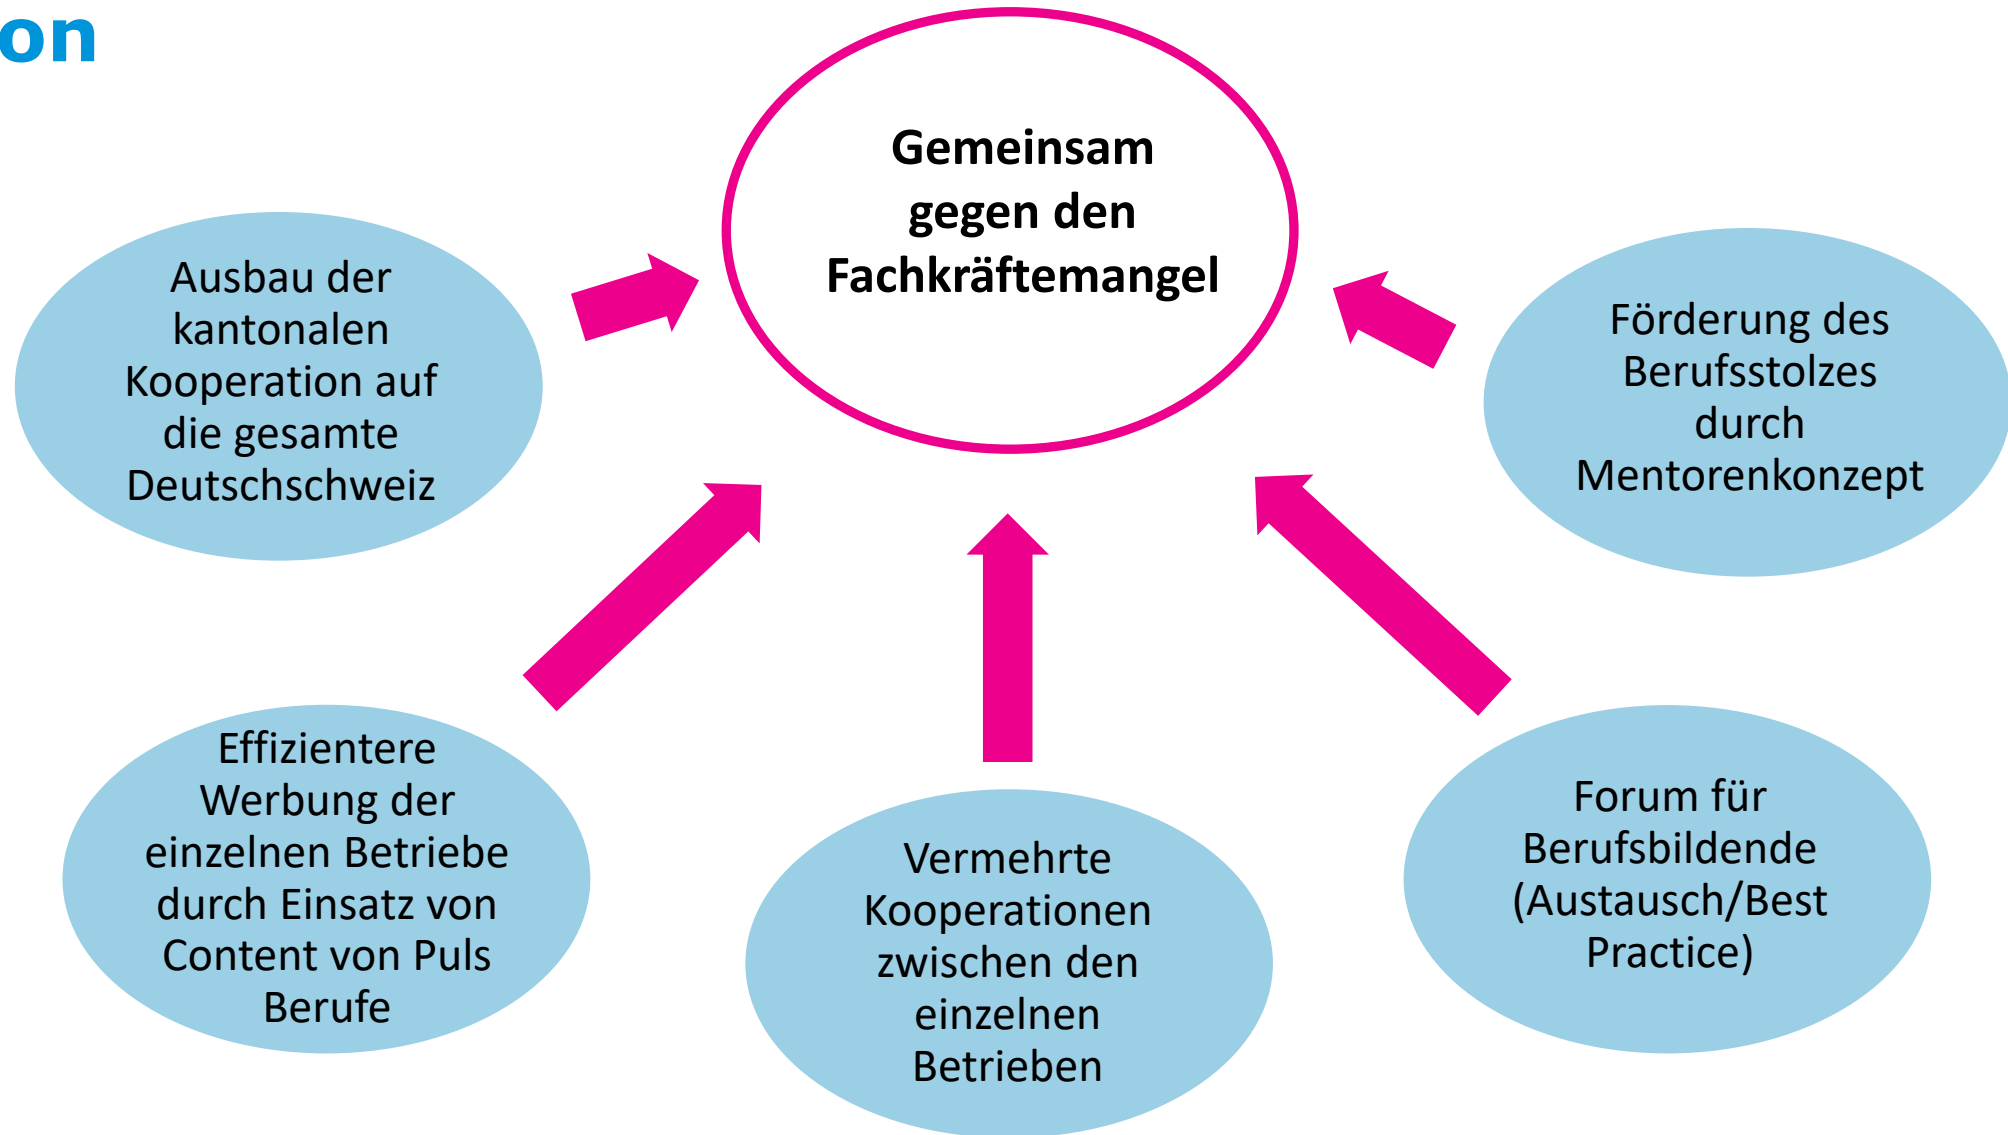 on
Gemeinsam
gegen den
Fachkräftemangel
Ausbau der
kantonalen
Kooperation auf
die gesamte
Deutschschweiz
Förderung des
Berufsstolzes
durch
Mentorenkonzept
Effizientere
Werbung der
einzelnen Betriebe
durch Einsatz von
Content von Puls
Berufe
Vermehrte
Kooperationen
zwischen den
einzelnen
Betrieben
Forum für
Berufsbildende
(Austausch/Best
Practice)